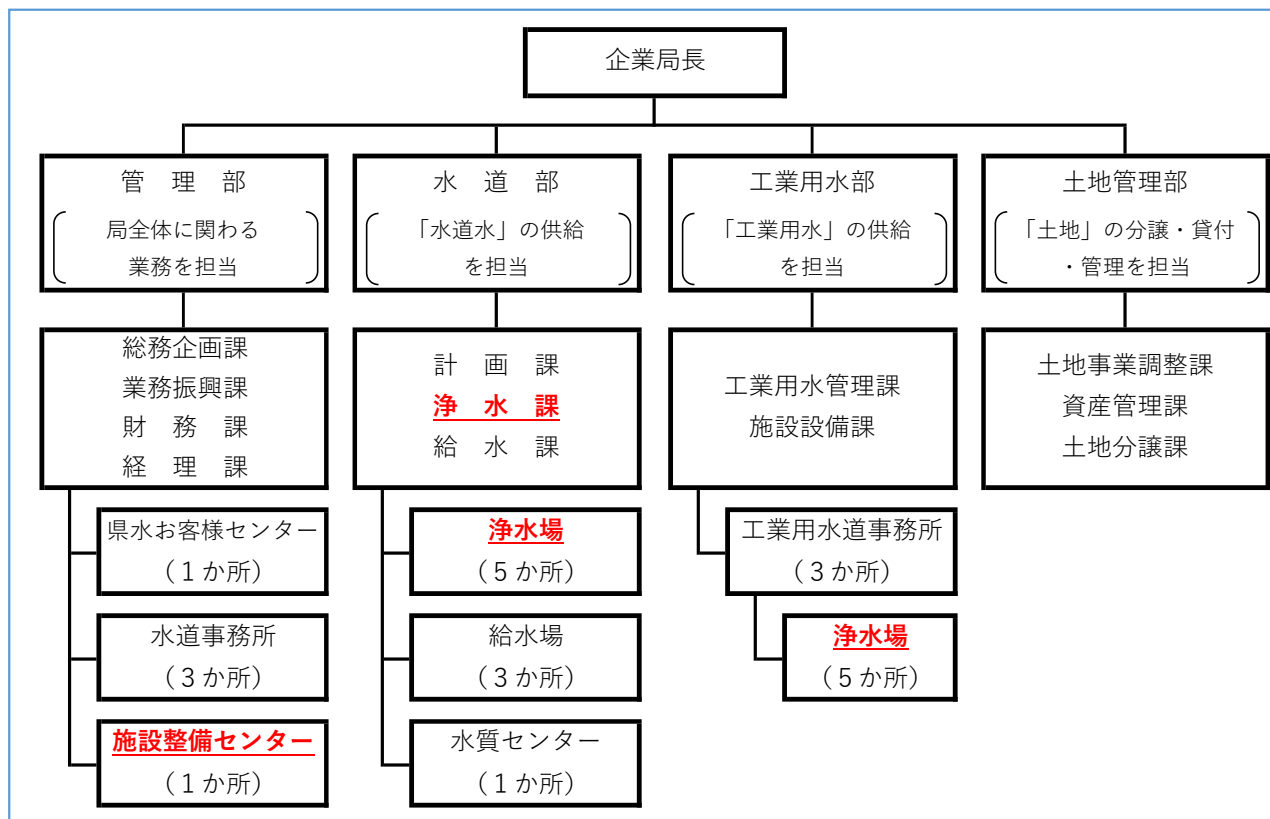 企業局長
管　理　部
局全体に関わる
業務を担当
水　道　部
「水道水」の供給
を担当
工業用水部
「工業用水」の供給
を担当
土地管理部
「土地」の分譲・貸付
・管理を担当
総務企画課
業務振興課
財　務　課
経　理　課
計　画　課
浄　水　課
給　水　課
工業用水管理課
施設設備課
土地事業調整課
資産管理課
土地分譲課
県水お客様センター
（１か所）
水道事務所
（３か所）
施設整備センター
（１か所）
浄水場
（５か所）
給水場
（３か所）
水質センター
（１か所）
工業用水道事務所
（３か所）
浄水場
（５か所）